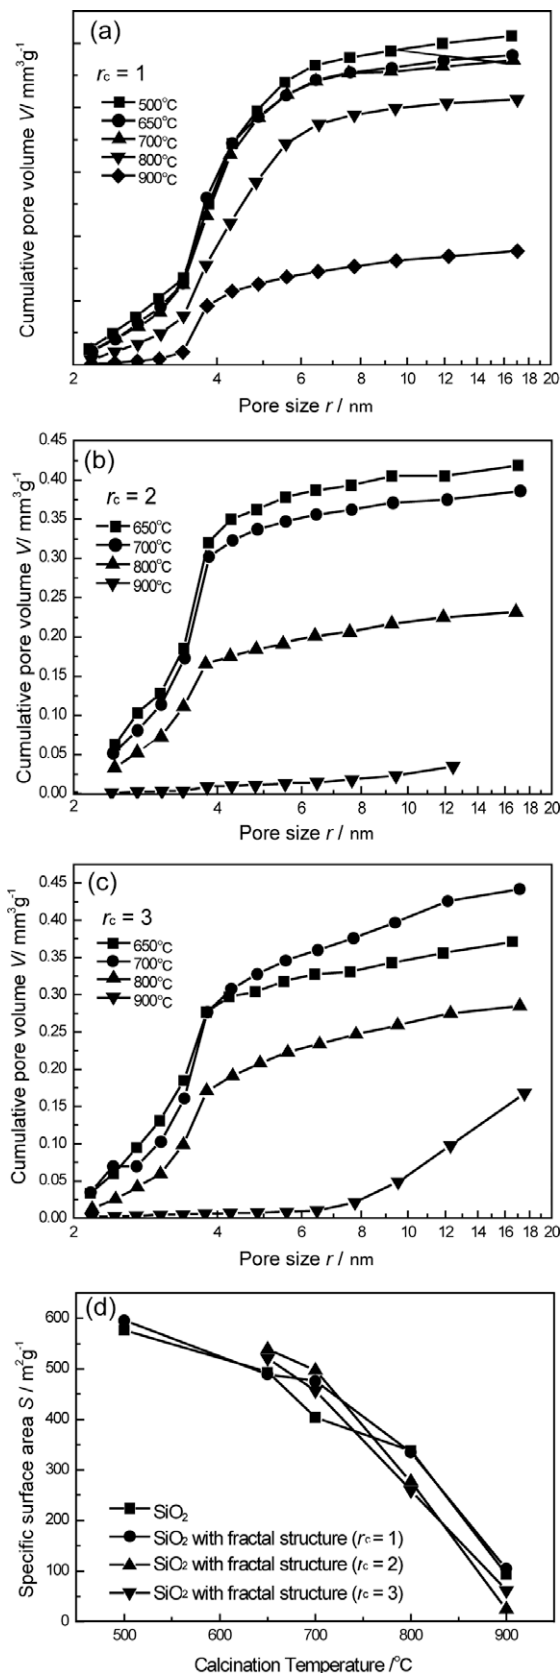 (a)
r_c = 1
500°C
650°C
700°C
800°C
900°C
Cumulative pore volume V/ mm³g⁻¹
2 4 6 8 10 12 14 16 18 20
Pore size r / nm
(b)
r_c = 2
650°C
700°C
800°C
900°C
0.45
0.40
0.35
0.30
0.25
0.20
0.15
0.10
0.05
0.00
Cumulative pore volume V/ mm³g⁻¹
2 4 6 8 10 12 14 16 18 20
Pore size r / nm
(c)
r_c = 3
650°C
700°C
800°C
900°C
0.45
0.40
0.35
0.30
0.25
0.20
0.15
0.10
0.05
0.00
Cumulative pore volume V/ mm³g⁻¹
2 4 6 8 10 12 14 16 18 20
Pore size r / nm
(d)
600
500
400
300
200
100
0
Specific surface area S / m²g⁻¹
SiO₂
SiO₂ with fractal structure (r_c = 1)
SiO₂ with fractal structure (r_c = 2)
SiO₂ with fractal structure (r_c = 3)
500 600 700 800 900
Calcination Temperature /°C